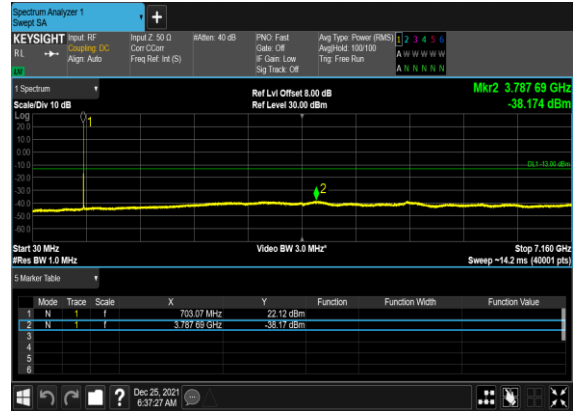 Spectrum Analyzer 1
Swept SA
+
KEYSIGHT Input: RF Input Z: 50 Ω #Atten: 40 dB PNO: Fast Avg Type: Power (RMS) 1 2 3 4 5 6
RL Coupling: DC Corr CCorr Gate: Off Avg|Hold: 100/100 A W W W W W
Align: Auto Freq Ref: Int (S) IF Gain: Low Trig: Free Run
Sig Track: Off A N N N N N
LM
1 Spectrum Ref Lvl Offset 8.00 dB Mkr2 3.787 69 GHz
Scale/Div 10 dB Ref Level 30.00 dBm -38.174 dBm
Log
20.0
10.0
0.00
-10.0
-20.0
-30.0
-40.0
-50.0
-60.0
1
DL1 -13.00 dBm
2
Start 30 MHz Video BW 3.0 MHz* Stop 7.160 GHz
#Res BW 1.0 MHz Sweep ~14.2 ms (40001 pts)
5 Marker Table
Mode Trace Scale X Y Function Function Width Function Value
1 N 1 f 703.07 MHz 22.12 dBm
2 N 1 f 3.787 69 GHz -38.17 dBm
3
4
5
6
? Dec 25, 2021
6:37:27 AM